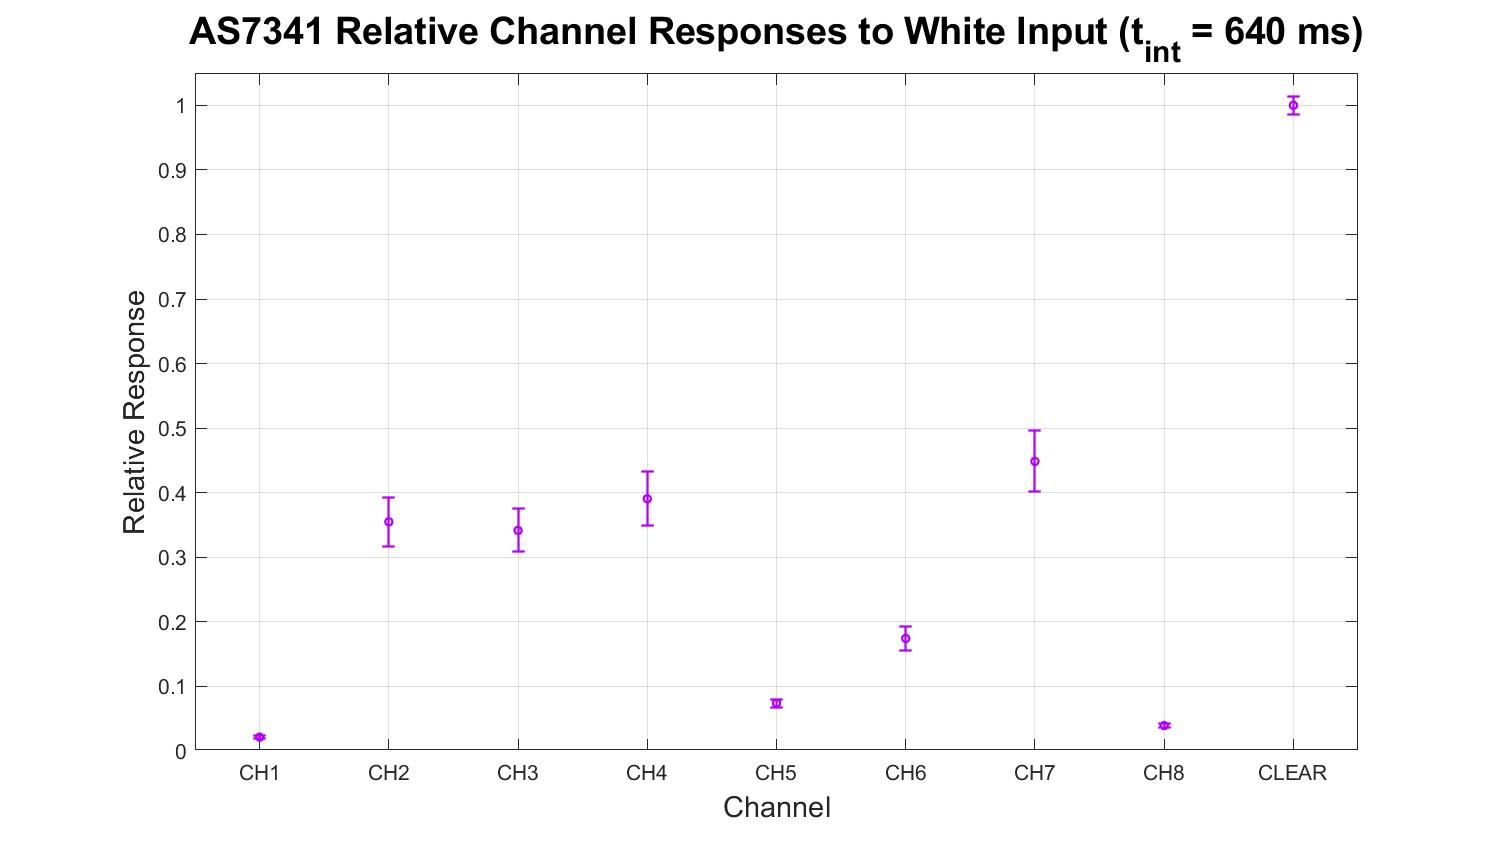 AS7341 Relative Channel Responses to White Input (t_int = 640 ms)
1
0.9
0.8
0.7
0.6
0.5
0.4
0.3
0.2
0.1
0
Relative Response
CH1 CH2 CH3 CH4 CH5 CH6 CH7 CH8 CLEAR
Channel